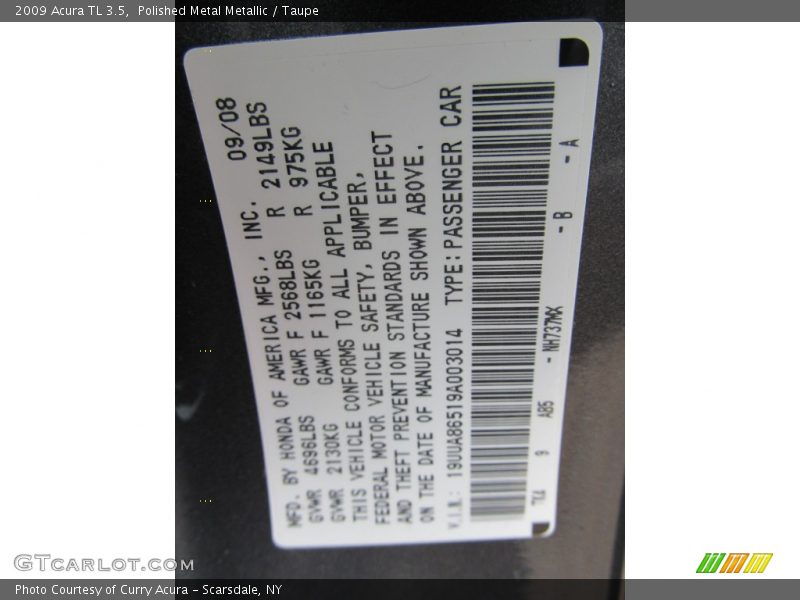 2009 Acura TL 3.5,  Polished Metal Metallic / Taupe
MFD. BY HONDA OF AMERICA MFG., INC. 09/08
GVWR 4696LBS GAWR F 2568LBS R 2149LBS
GVWR 2130KG GAWR F 1165KG R 975KG
THIS VEHICLE CONFORMS TO ALL APPLICABLE
FEDERAL MOTOR VEHICLE SAFETY, BUMPER,
AND THEFT PREVENTION STANDARDS IN EFFECT
ON THE DATE OF MANUFACTURE SHOWN ABOVE.
V.I.N.: 19UUA86519A003014 TYPE:PASSENGER CAR
TL 9 AB5 - NH737MX - B - A
B
GTCARLOT.COM
Photo Courtesy of Curry Acura - Scarsdale, NY